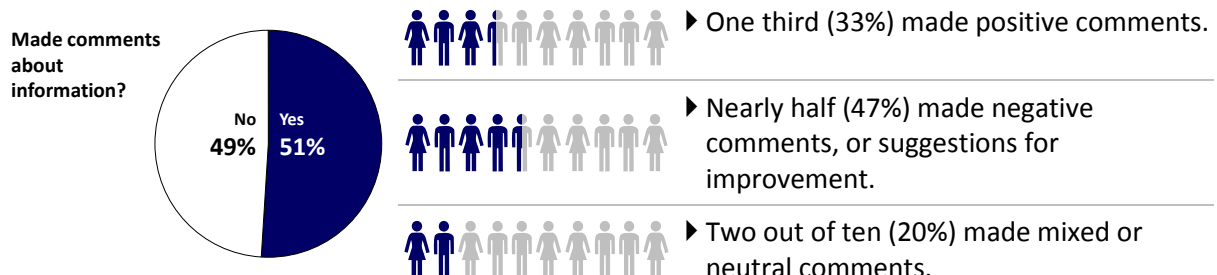 Made comments
about
information?
No
49%
Yes
51%
One third (33%) made positive comments.
Nearly half (47%) made negative
comments, or suggestions for
improvement.
Two out of ten (20%) made mixed or
neutral comments.